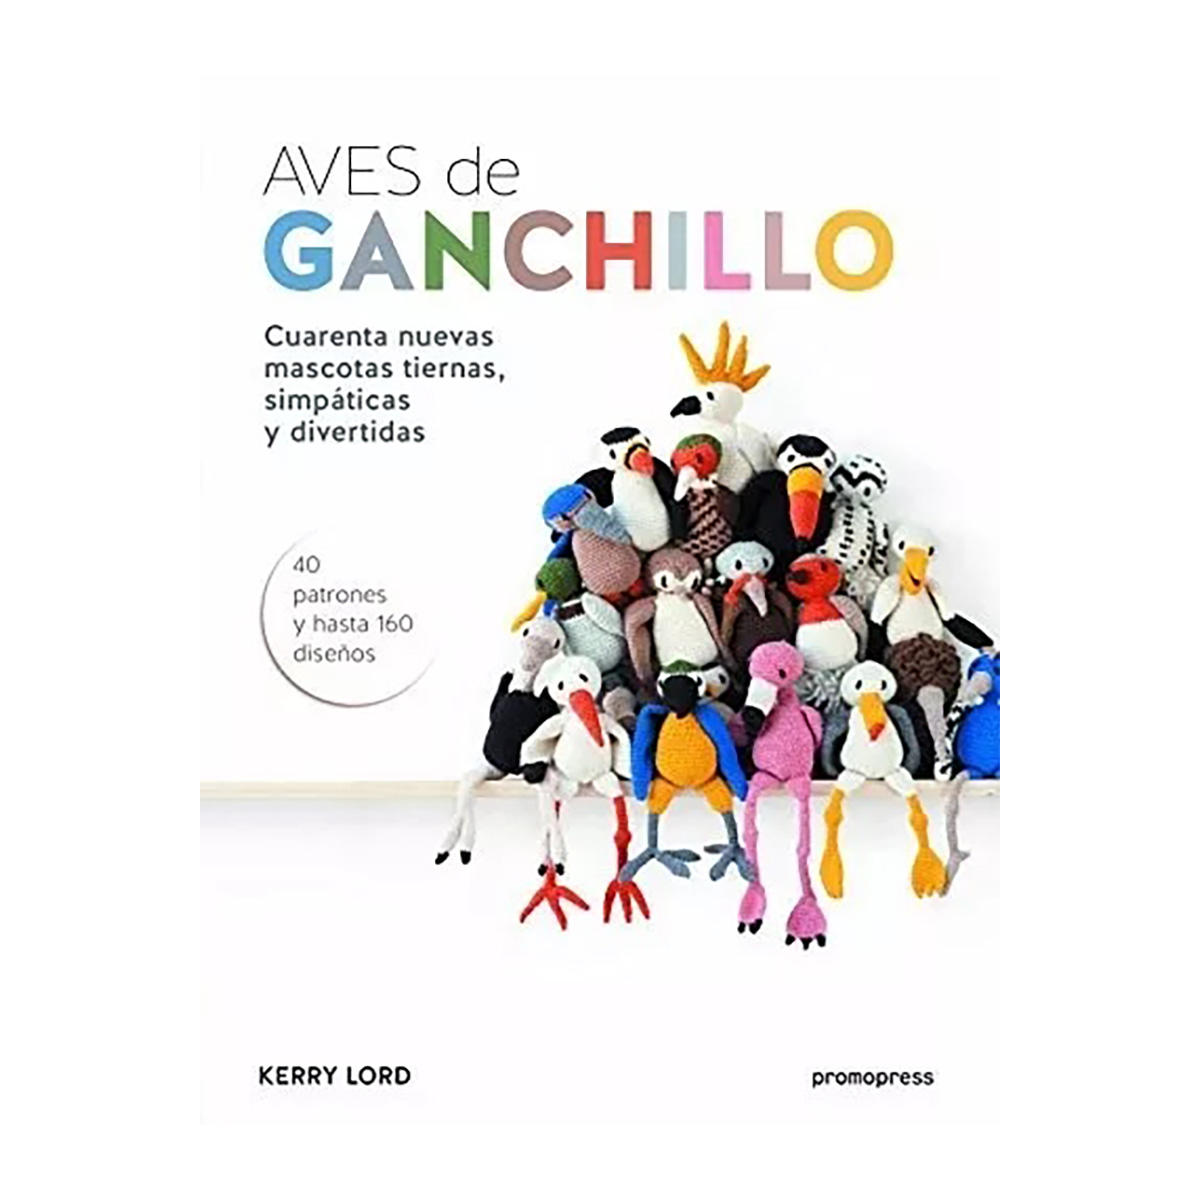 AVES de
GANCHILLO
Cuarenta nuevas
mascotas tiernas,
simpáticas
y divertidas
40
patrones
y hasta 160
diseños
KERRY LORD
promopress